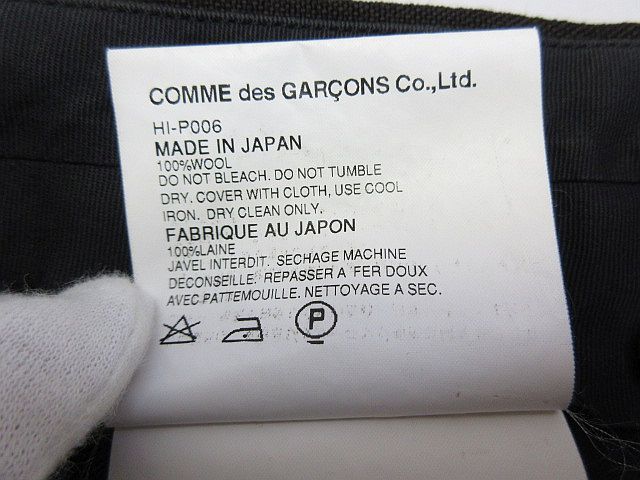 COMME des GARÇONS Co.,Ltd.
HI-P006
MADE IN JAPAN
100%WOOL
DO NOT BLEACH. DO NOT TUMBLE
DRY. COVER WITH CLOTH, USE COOL
IRON. DRY CLEAN ONLY.
FABRIQUE AU JAPON
100%LAINE
JAVEL INTERDIT. SECHAGE MACHINE
DECONSEILLE. REPASSER A FER DOUX
AVEC PATTEMOUILLE. NETTOYAGE A SEC.
P